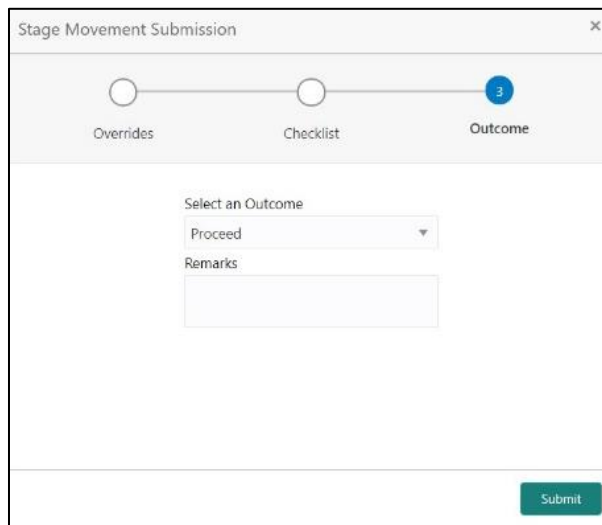 Stage Movement Submission
×
3
Overrides
Checklist
Outcome
Select an Outcome
Proceed
Remarks
Submit